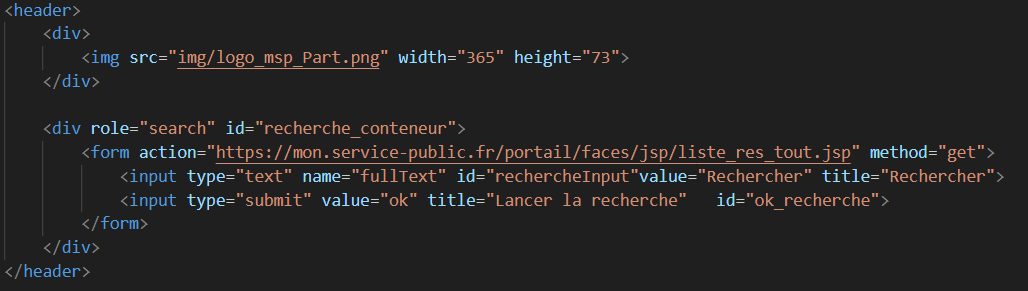 <header>
    <div>
        <img src="img/logo_msp_Part.png" width="365" height="73">
    </div>

    <div role="search" id="recherche_conteneur">
        <form action="https://mon.service-public.fr/portail/faces/jsp/liste_res_tout.jsp" method="get">
            <input type="text" name="fullText" id="rechercheInput"value="Rechercher" title="Rechercher">
            <input type="submit" value="ok" title="Lancer la recherche"   id="ok_recherche">
        </form>
    </div>
</header>